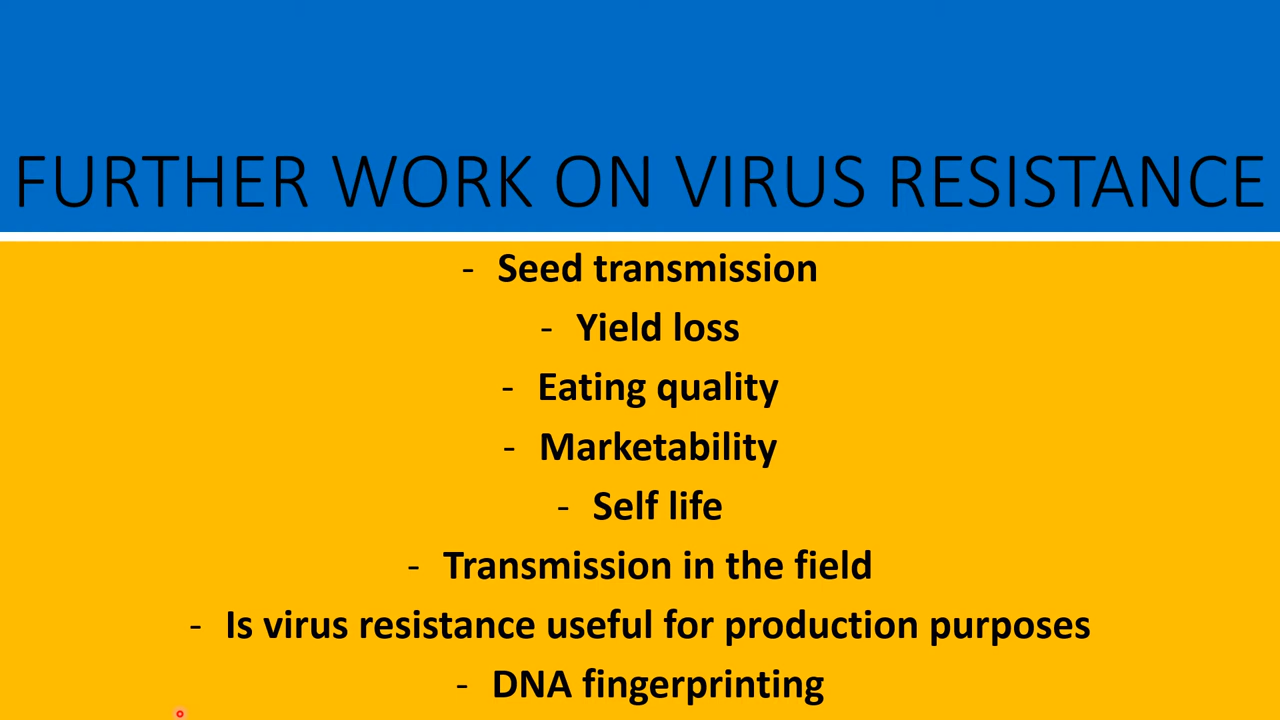 FURTHER WORK ON VIRUS RESISTANCE
- Seed transmission
- Yield loss
- Eating quality
- Marketability
- Self life
- Transmission in the field
- Is virus resistance useful for production purposes
- DNA fingerprinting